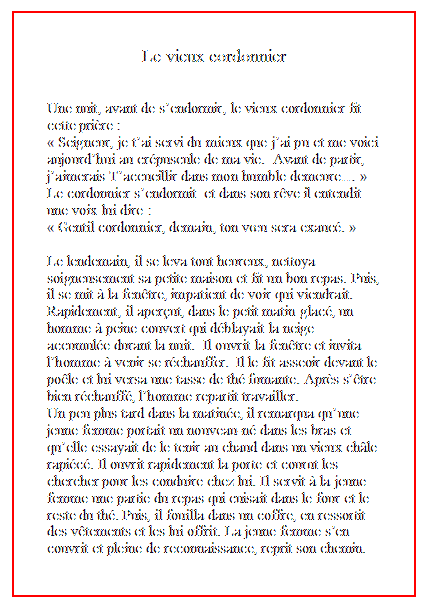 Le vieux cordonnier
Une nuit, avant de s'endormir, le vieux cordonnier fit
cette prière :
« Seigneur, je t'ai servi du mieux que j'ai pu et me voici
aujourd'hui au crépuscule de ma vie.  Avant de partir,
j'aimerais T'accueillir dans mon humble demeure.... »
Le cordonnier s'endormit  et dans son rêve il entendit
une voix lui dire :
« Gentil cordonnier, demain, ton vœu sera exaucé. »
Le lendemain, il se leva tout heureux, nettoya
soigneusement sa petite maison et fit un bon repas. Puis,
il se mit à la fenêtre, impatient de voir qui viendrait.
Rapidement, il aperçut, dans le petit matin glacé, un
homme à peine couvert qui déblayait la neige
accumulée durant la nuit.  Il ouvrit la fenêtre et invita
l'homme à venir se réchauffer.  Il le fit asseoir devant le
poêle et lui versa une tasse de thé fumante. Après s'être
bien réchauffé, l'homme repartit travailler.
Un peu plus tard dans la matinée, il remarqua qu'une
jeune femme portait un nouveau né dans les bras et
qu'elle essayait de le tenir au chaud dans un vieux châle
rapiécé. Il ouvrit rapidement la porte et courut les
chercher pour les conduire chez lui. Il servit à la jeune
femme une partie du repas qui cuisait dans le four et le
reste du thé. Puis, il fouilla dans un coffre, en ressortit
des vêtements et les lui offrit. La jeune femme s'en
couvrit et pleine de reconnaissance, reprit son chemin.